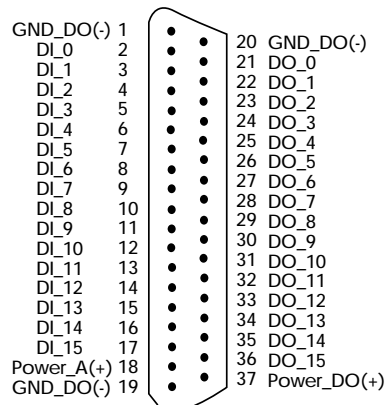 GND_DO(-) 1
DI_0 2
DI_1 3
DI_2 4
DI_3 5
DI_4 6
DI_5 7
DI_6 8
DI_7 9
DI_8 10
DI_9 11
DI_10 12
DI_11 13
DI_12 14
DI_13 15
DI_14 16
DI_15 17
Power_A(+) 18
GND_DO(-) 19
20 GND_DO(-)
21 DO_0
22 DO_1
23 DO_2
24 DO_3
25 DO_4
26 DO_5
27 DO_6
28 DO_7
29 DO_8
30 DO_9
31 DO_10
32 DO_11
33 DO_12
34 DO_13
35 DO_14
36 DO_15
37 Power_DO(+)